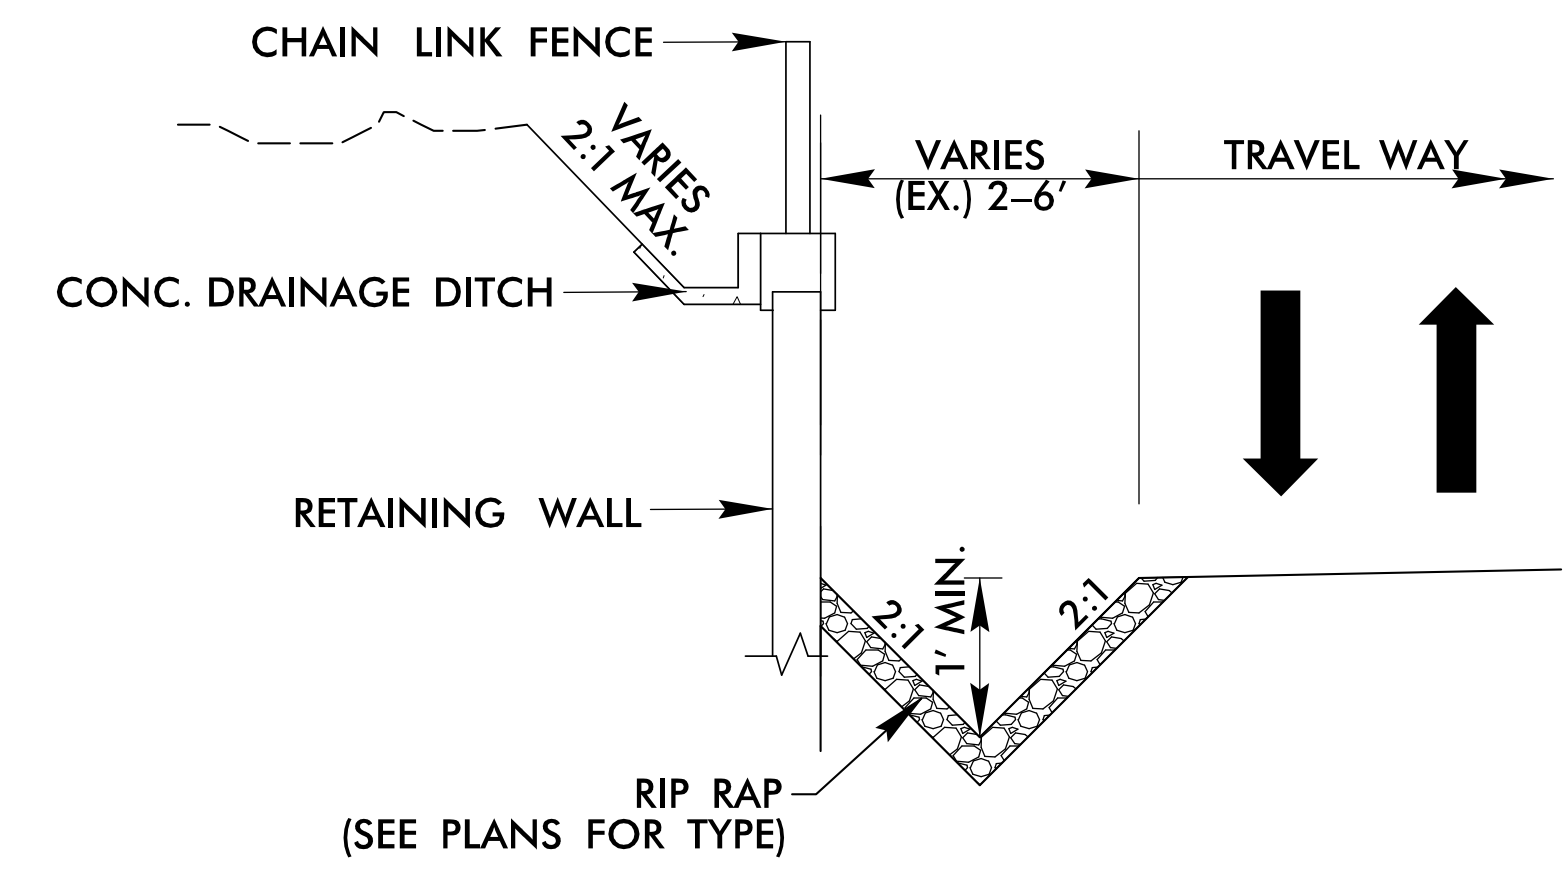 CHAIN LINK FENCE
VARIES
2:1 MAX.
VARIES
(EX.) 2–6'
TRAVEL WAY
CONC. DRAINAGE DITCH
RETAINING WALL
2:1
1' MIN.
2:1
RIP RAP
(SEE PLANS FOR TYPE)